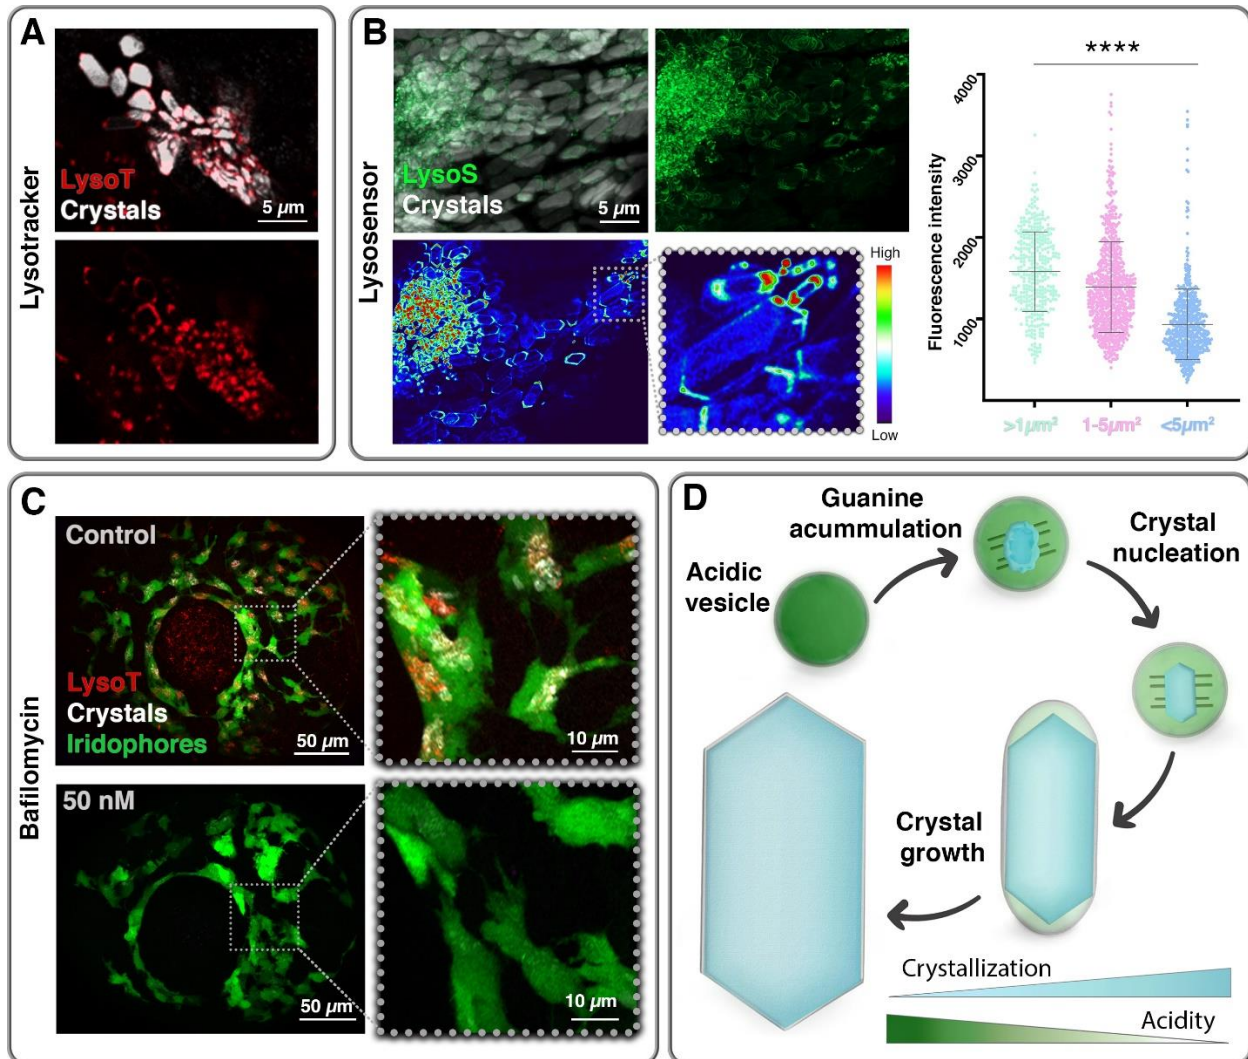 A
Lysotracker
LysoT
Crystals
5 µm
B
Lysosensor
LysoS
Crystals
5 µm
High
Low
****
Fluorescence intensity
4000
3000
2000
1000
>1µm²
1-5µm²
<5µm²
C
Bafilomycin
Control
LysoT
Crystals
Iridophores
50 µm
10 µm
50 nM
50 µm
10 µm
D
Guanine
acummulation
Crystal
nucleation
Acidic
vesicle
Crystal
growth
Crystallization
Acidity